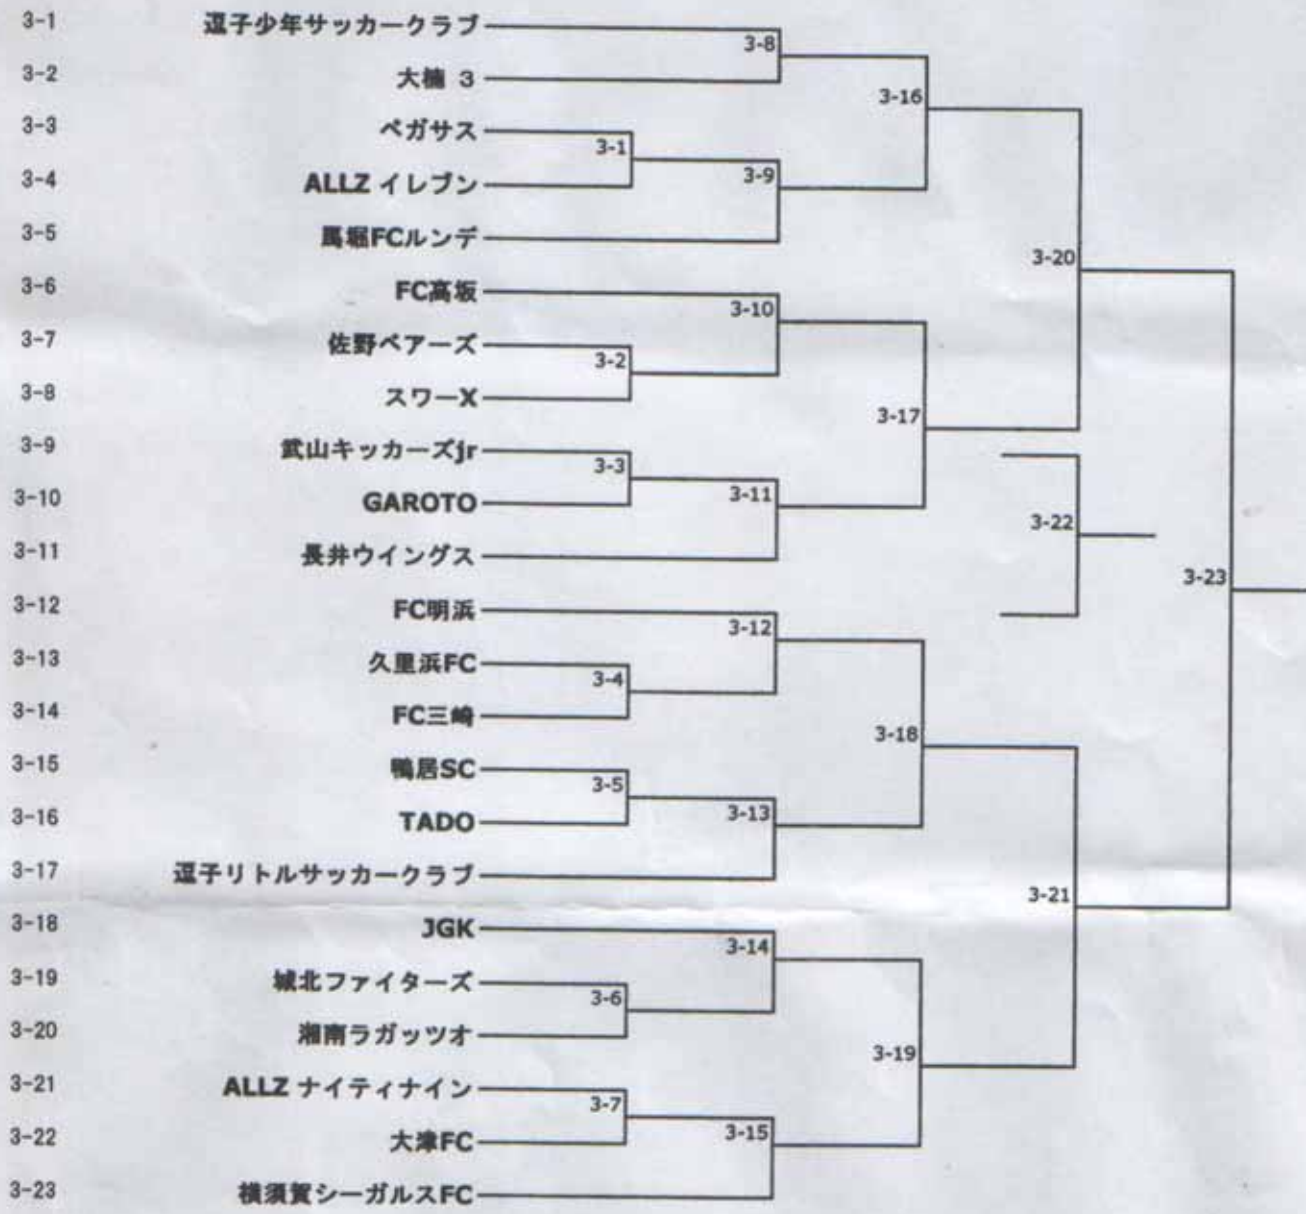 3-1 逗子少年サッカークラブ
3-8
3-2 大楠 3
3-16
3-3 ペガサス
3-1
3-4 ALLZ イレブン
3-9
3-5 馬堀FCルンデ
3-20
3-6 FC高坂
3-10
3-7 佐野ベアーズ
3-2
3-8 スワーX
3-17
3-9 武山キッカーズjr
3-3
3-10 GAROTO
3-11
3-22
3-11 長井ウイングス
3-23
3-12 FC明浜
3-12
3-13 久里浜FC
3-4
3-14 FC三崎
3-18
3-15 鴨居SC
3-5
3-16 TADO
3-13
3-17 逗子リトルサッカークラブ
3-21
3-18 JGK
3-14
3-19 城北ファイターズ
3-6
3-20 湘南ラガッツオ
3-19
3-21 ALLZ ナイティナイン
3-7
3-22 大津FC
3-15
3-23 横須賀シーガルスFC